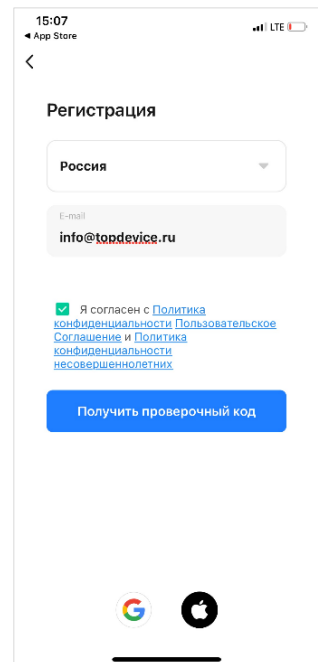 15:07
LTE
◀ App Store
Регистрация
Россия
E-mail
info@topdevice.ru
Я согласен с Политика
конфиденциальности Пользовательское
Соглашение и Политика
конфиденциальности
несовершеннолетних
Получить проверочный код
G